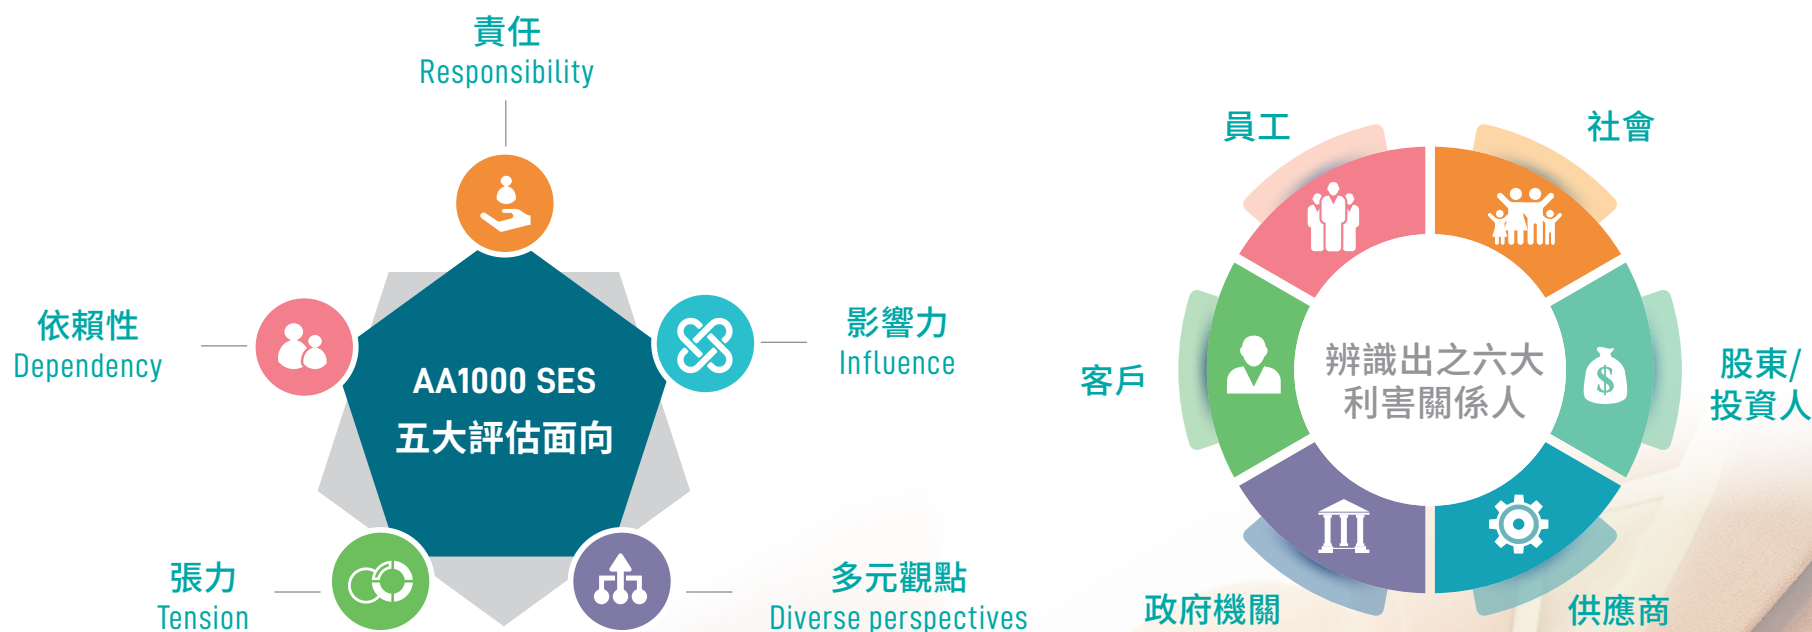 責任
Responsibility
依賴性
Dependency
影響力
Influence
AA1000 SES
五大評估面向
張力
Tension
多元觀點
Diverse perspectives
員工
社會
客戶
辨識出之六大
利害關係人
股東/
投資人
$
政府機關
供應商